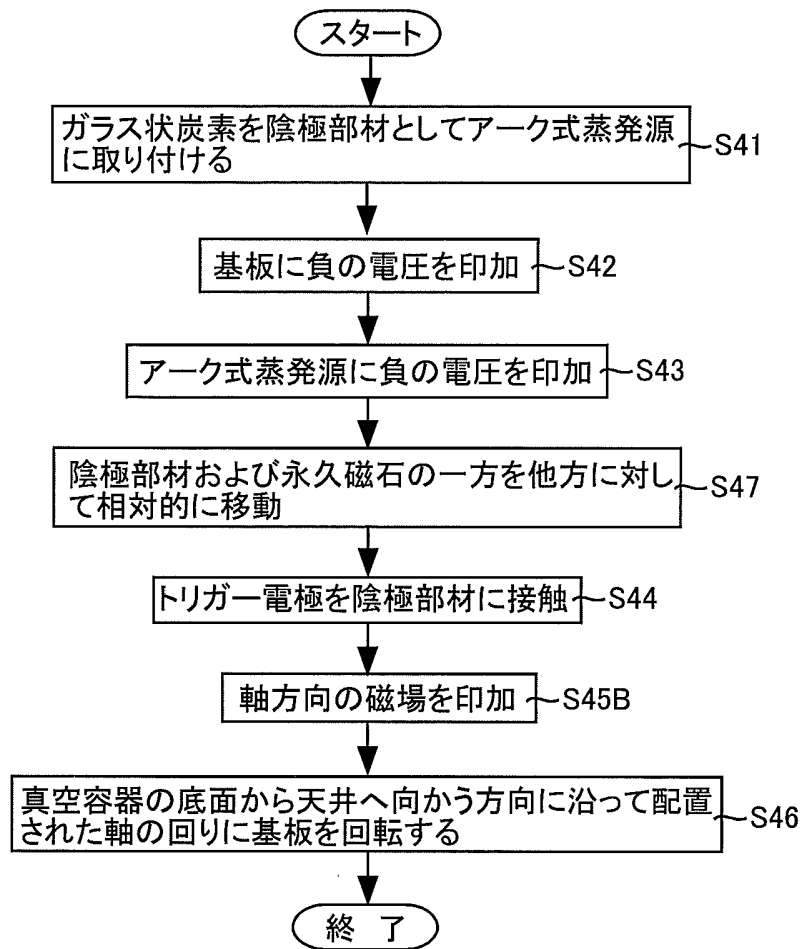 スタート
ガラス状炭素を陰極部材としてアーク式蒸発源
に取り付ける
S41
基板に負の電圧を印加
S42
アーク式蒸発源に負の電圧を印加
S43
陰極部材および永久磁石の一方を他方に対し
て相対的に移動
S47
トリガー電極を陰極部材に接触
S44
軸方向の磁場を印加
S45B
真空容器の底面から天井へ向かう方向に沿って配置
された軸の回りに基板を回転する
S46
終 了